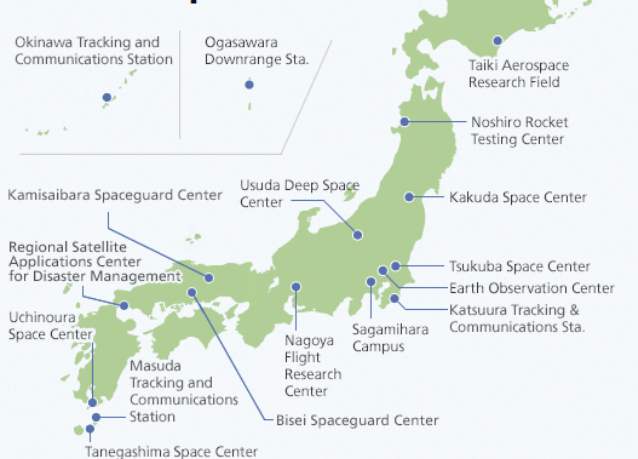 Okinawa Tracking and
Communications Station
Ogasawara
Downrange Sta.
Taiki Aerospace
Research Field
Noshiro Rocket
Testing Center
Kamisaibara Spaceguard Center
Usuda Deep Space
Center
Kakuda Space Center
Regional Satellite
Applications Center
for Disaster Management
Tsukuba Space Center
Earth Observation Center
Katsuura Tracking &
Communications Sta.
Uchinoura
Space Center
Sagamihara
Campus
Nagoya
Flight
Research
Center
Masuda
Tracking and
Communications
Station
Bisei Spaceguard Center
Tanegashima Space Center